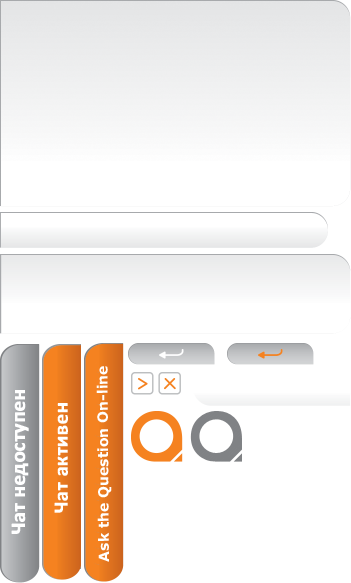 Чат недоступен
Чат активен
Ask the Question On-line